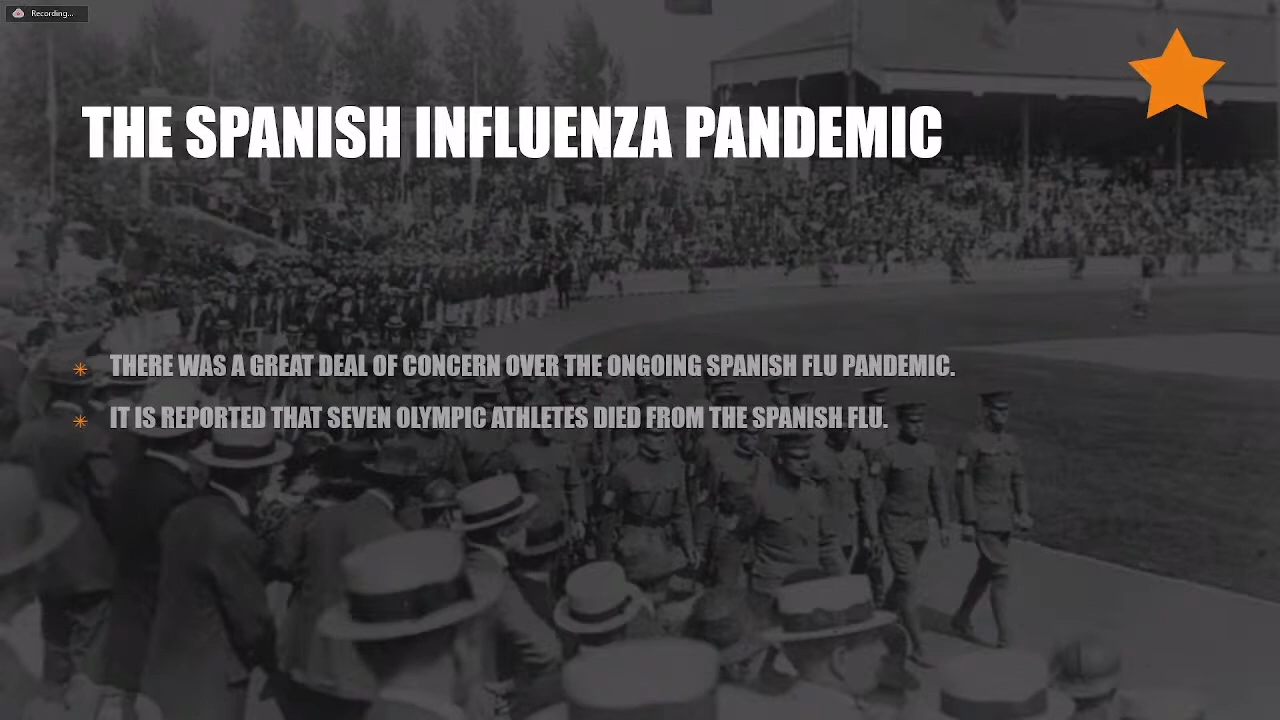 Recording...
THE SPANISH INFLUENZA PANDEMIC
THERE WAS A GREAT DEAL OF CONCERN OVER THE ONGOING SPANISH FLU PANDEMIC.
IT IS REPORTED THAT SEVEN OLYMPIC ATHLETES DIED FROM THE SPANISH FLU.